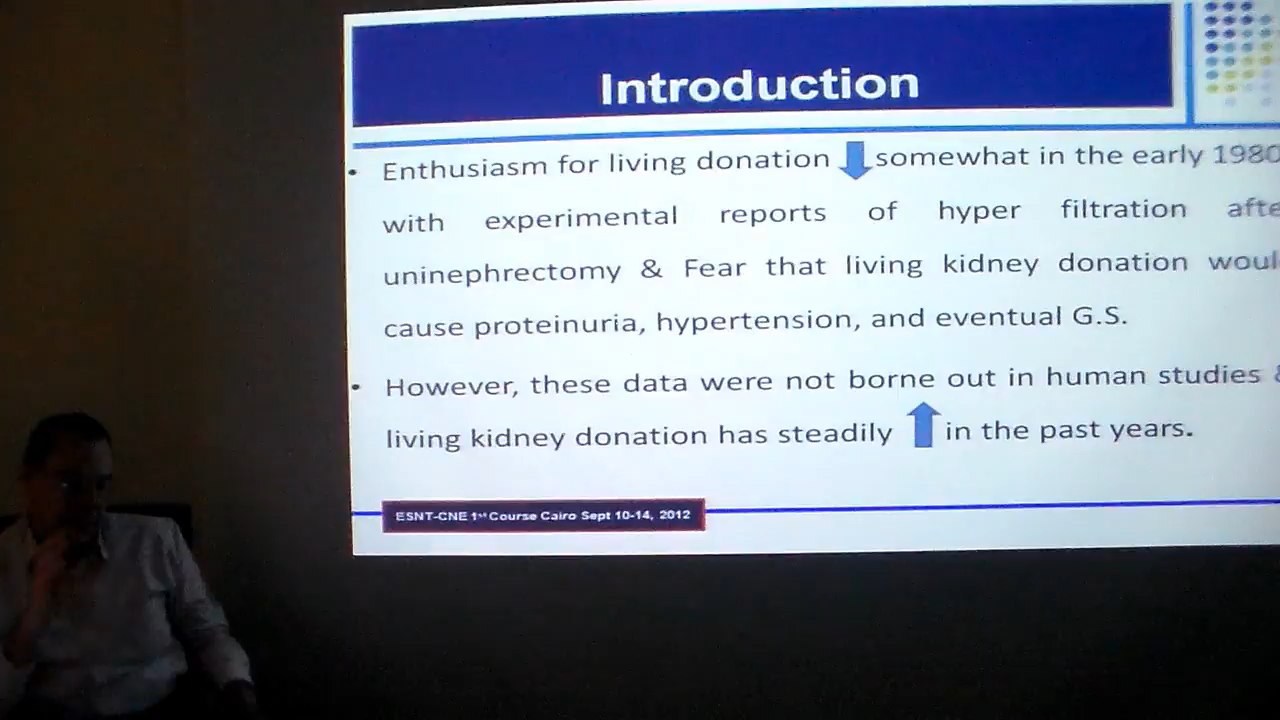 Introduction
• Enthusiasm for living donation ⬇ somewhat in the early 1980
with experimental reports of hyper filtration afte
uninephrectomy & Fear that living kidney donation woul
cause proteinuria, hypertension, and eventual G.S.
• However, these data were not borne out in human studies &
living kidney donation has steadily ⬆ in the past years.
ESNT-CNE 1st Course Cairo Sept 10-14, 2012